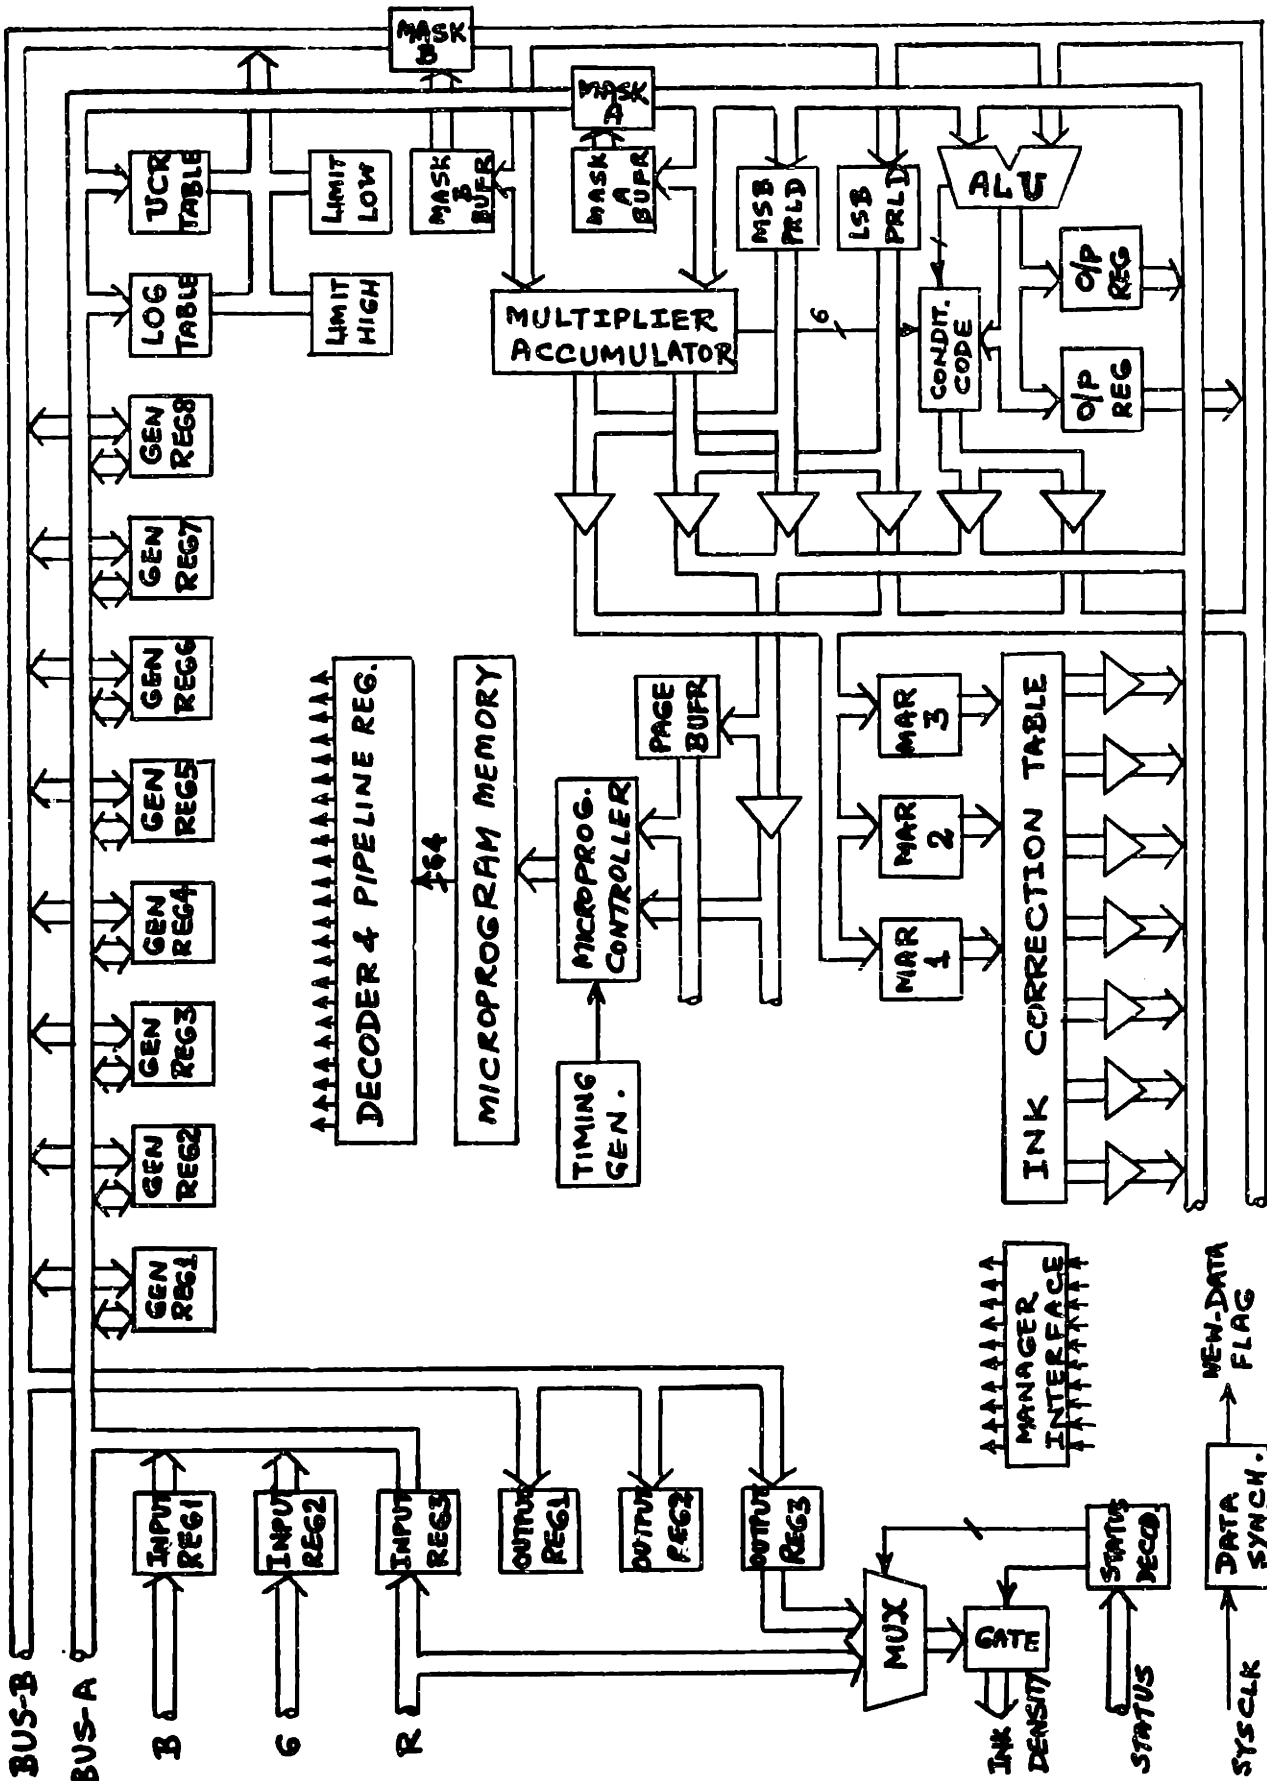 BUS-B
BUS-A
B
G
R
INPUT
REG1
INPUT
REG2
INPUT
REG3
OUTPUT
REG1
OUTPUT
REG2
OUTPUT
REG3
MUX
GATE
INK
DENSITY
STATUS
STATUS
DECOD.
SYSCLK
DATA
SYNCH.
NEW-DATA
FLAG
MANAGER
INTERFACE
GEN
REG1
GEN
REG2
GEN
REG3
GEN
REG4
GEN
REG5
GEN
REG6
GEN
REG7
GEN
REG8
LOG
TABLE
UCR
TABLE
LIMIT
HIGH
LIMIT
LOW
MASK
B
MASK
B
BUFR
MASK
A
MASK
A
BUFR
DECODER & PIPELINE REG.
64
MICROPROGRAM MEMORY
MICROPROG.
CONTROLLER
TIMING
GEN.
PAGE
BUFR
MULTIPLIER
ACCUMULATOR
6
MSB
PRLD
LSB
PRLD
ALU
CONDIT.
CODE
O/P
REG
O/P
REG
MAR
1
MAR
2
MAR
3
INK CORRECTION TABLE